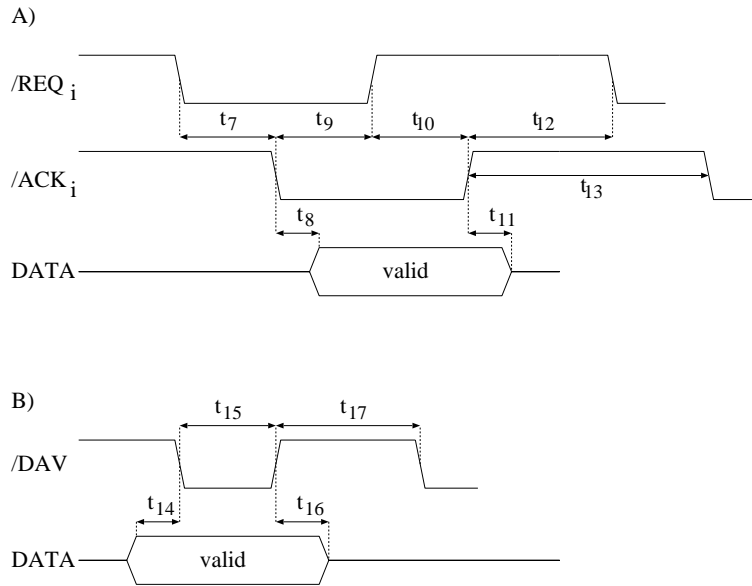 A)
/REQ i
t7 t9 t10 t12
/ACK i
t13
t8 t11
DATA valid
B)
t15 t17
/DAV
t14 t16
DATA valid